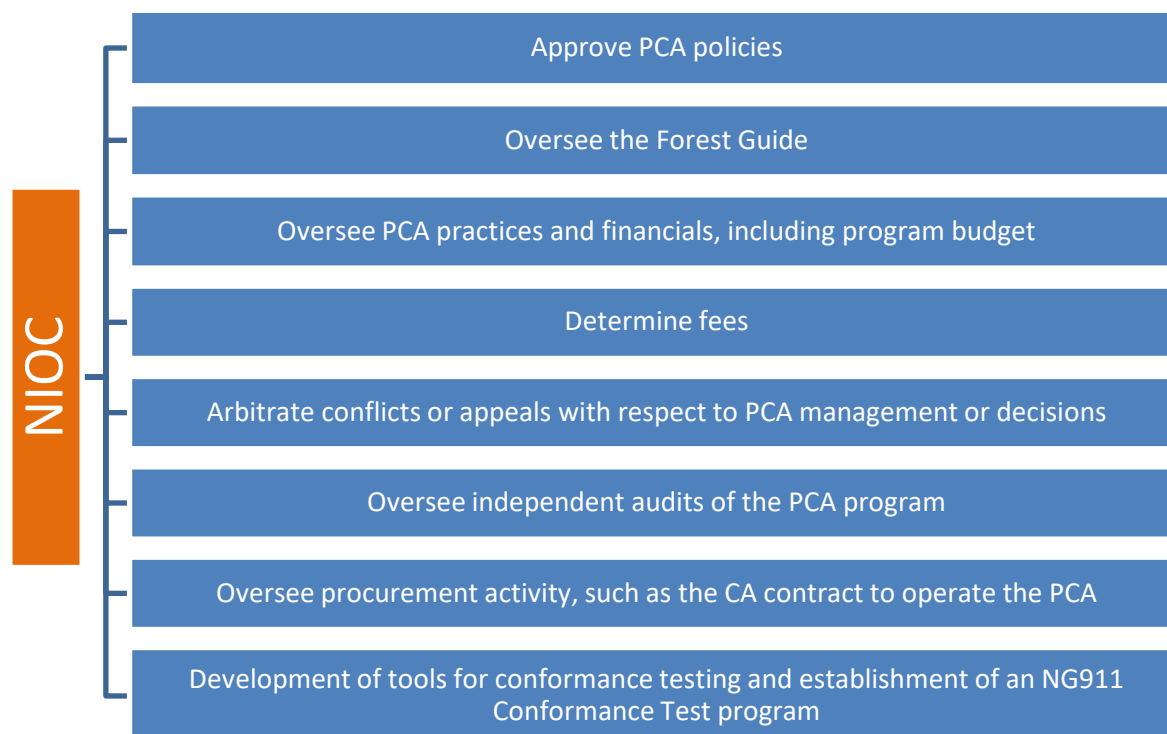 NIOC
Approve PCA policies
Oversee the Forest Guide
Oversee PCA practices and financials, including program budget
Determine fees
Arbitrate conflicts or appeals with respect to PCA management or decisions
Oversee independent audits of the PCA program
Oversee procurement activity, such as the CA contract to operate the PCA
Development of tools for conformance testing and establishment of an NG911
Conformance Test program